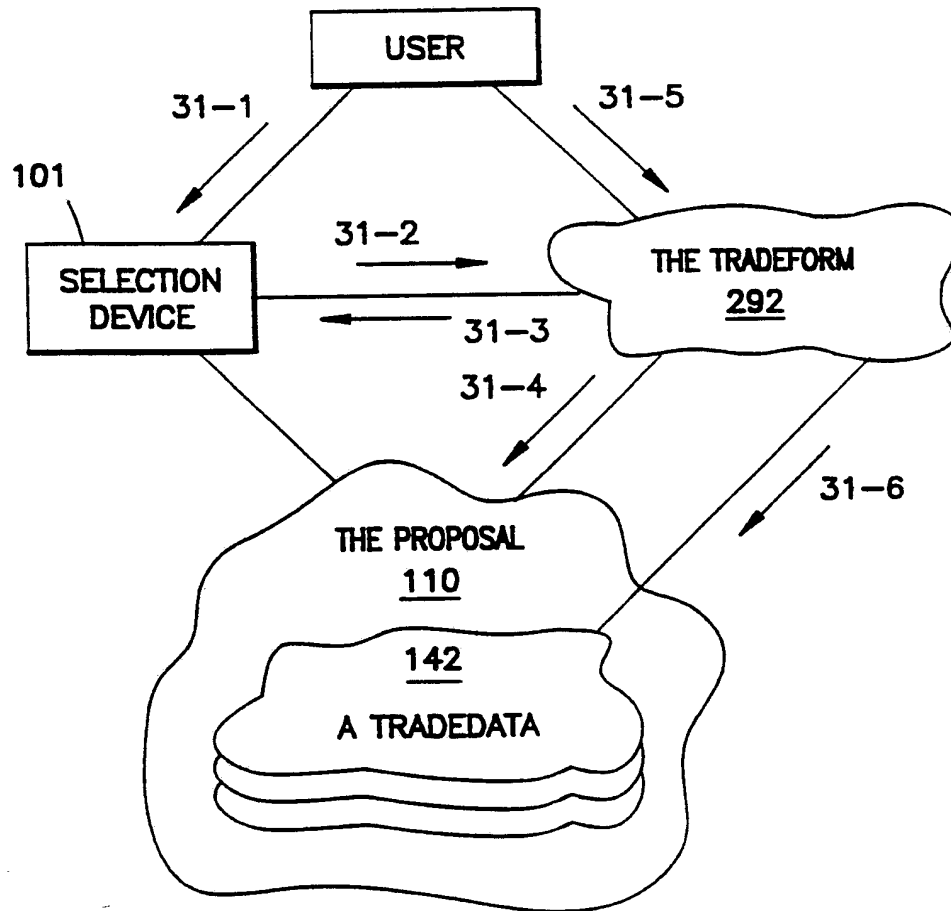 USER
31-1
31-5
101
31-2
SELECTION
DEVICE
THE TRADEFORM
292
31-3
31-4
31-6
THE PROPOSAL
110
142
A TRADEDATA